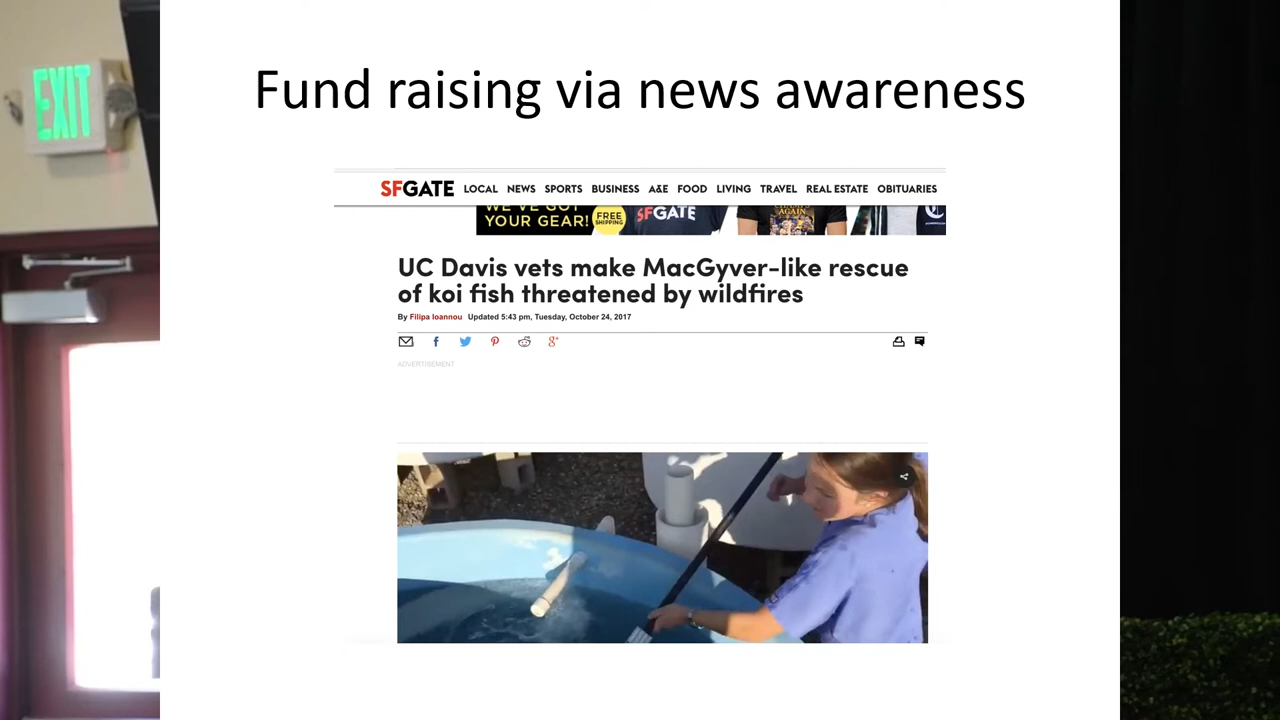 EXIT
Fund raising via news awareness
SFGATE LOCAL NEWS SPORTS BUSINESS A&E FOOD LIVING TRAVEL REAL ESTATE OBITUARIES
WE'VE GOT
YOUR GEAR!
FREE
SHIPPING
SFGATE
AGAIN
UC Davis vets make MacGyver-like rescue
of koi fish threatened by wildfires
By Filipa Ioannou Updated 5:43 pm, Tuesday, October 24, 2017
ADVERTISEMENT